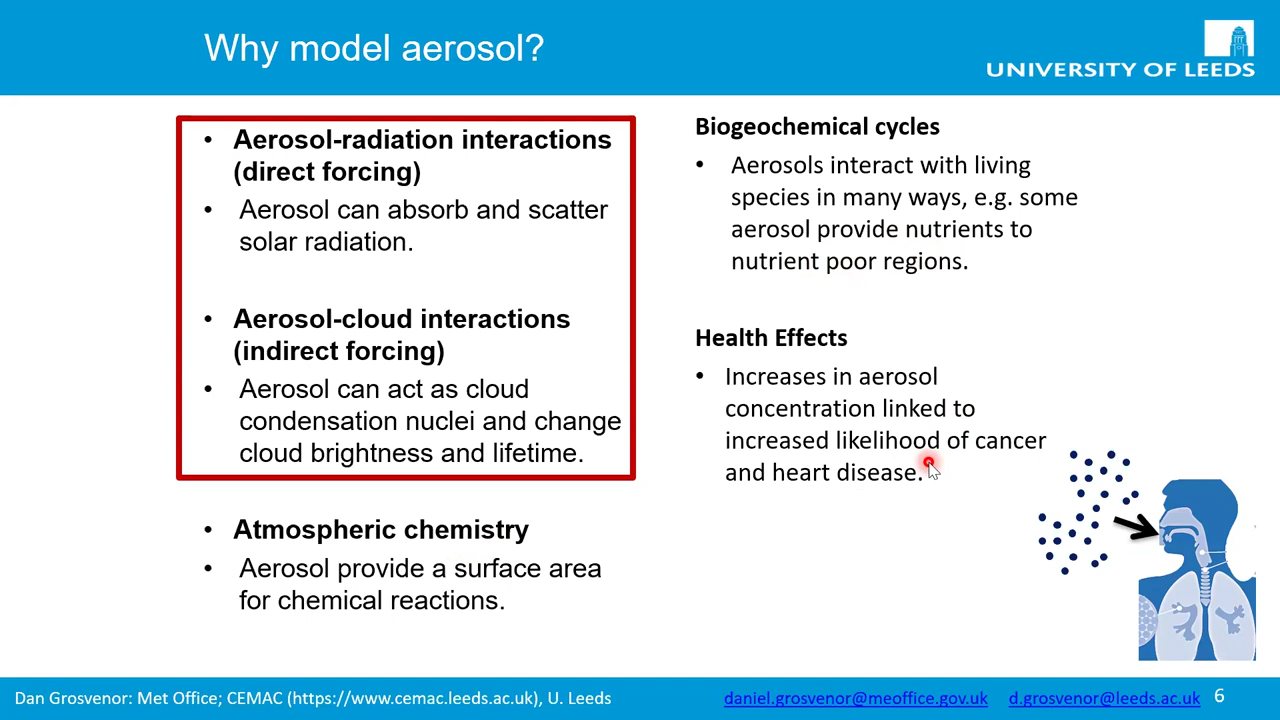 Why model aerosol?
UNIVERSITY OF LEEDS
• Aerosol-radiation interactions
(direct forcing)
• Aerosol can absorb and scatter
solar radiation.
• Aerosol-cloud interactions
(indirect forcing)
• Aerosol can act as cloud
condensation nuclei and change
cloud brightness and lifetime.
• Atmospheric chemistry
• Aerosol provide a surface area
for chemical reactions.
Biogeochemical cycles
• Aerosols interact with living
species in many ways, e.g. some
aerosol provide nutrients to
nutrient poor regions.
Health Effects
• Increases in aerosol
concentration linked to
increased likelihood of cancer
and heart disease.
Dan Grosvenor: Met Office; CEMAC (https://www.cemac.leeds.ac.uk), U. Leeds
daniel.grosvenor@meoffice.gov.uk d.grosvenor@leeds.ac.uk 6